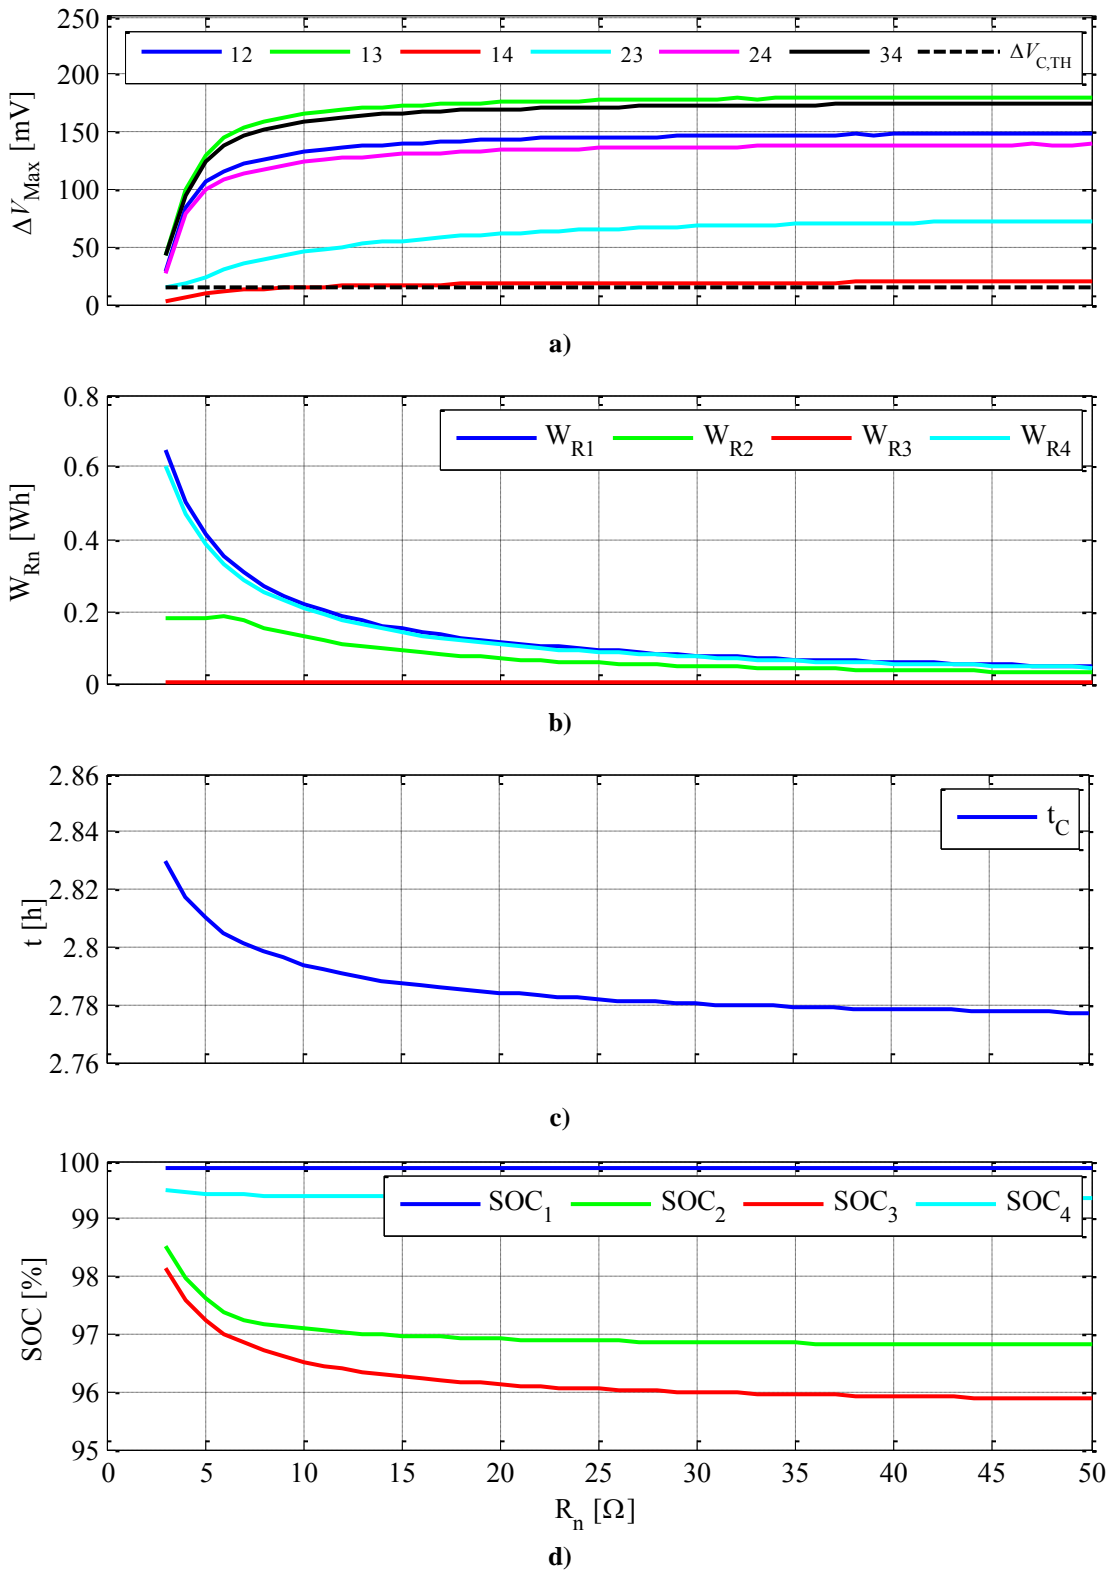 250
200
150
100
50
0
ΔV_Max [mV]
12 13 14 23 24 34 ΔV_C,TH
a)
0.8
0.6
0.4
0.2
0
W_Rn [Wh]
W_R1 W_R2 W_R3 W_R4
b)
2.86
2.84
2.82
2.8
2.78
2.76
t [h]
t_C
c)
100
99
98
97
96
95
SOC [%]
SOC_1 SOC_2 SOC_3 SOC_4
0 5 10 15 20 25 30 35 40 45 50
R_n [Ω]
d)